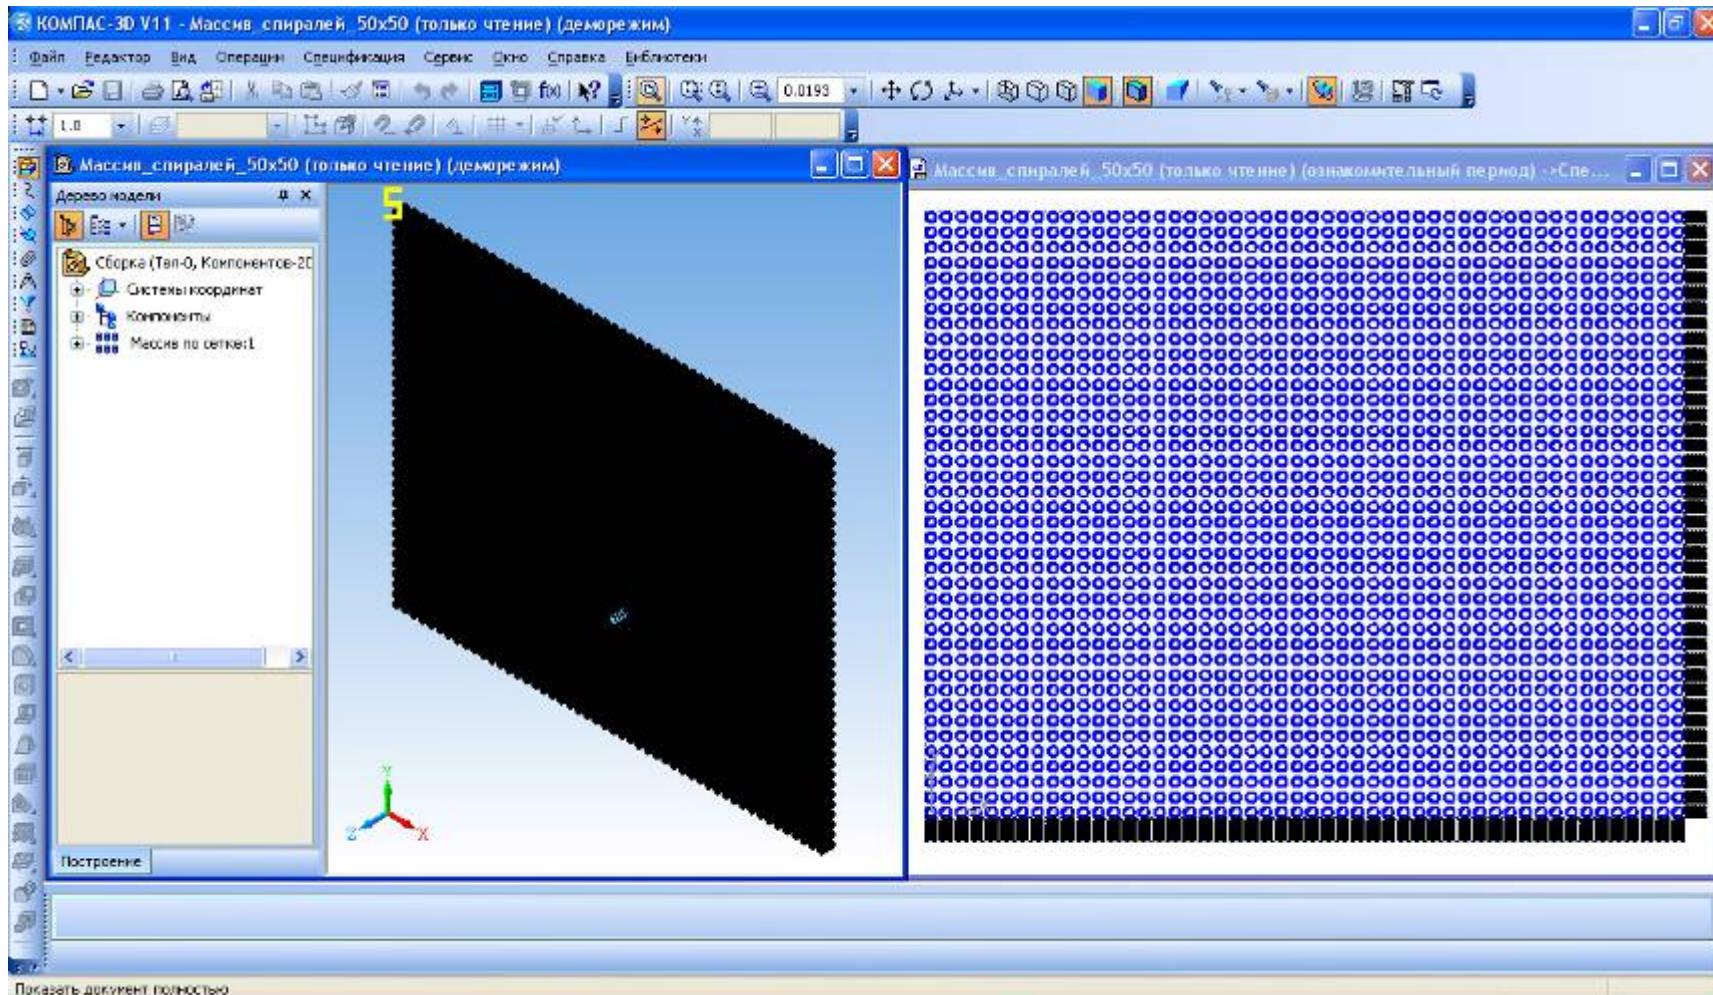 КОМПАС-3D V11 - Массив_спиралей_50x50 (только чтение) (деморежим)
Файл Редактор Вид Операции Спецификация Сервис Окно Справка Библиотеки
f(x) 0.0193
1.0
Массив_спиралей_50x50 (только чтение) (деморежим)
Массив_спиралей_50x50 (только чтение) (ознакомительный период) ->Спе...
Дерево модели
Сборка (Тел-0, Компонентов-2
Системы координат
Компоненты
Массив по сетке:1
5
Y
Z
X
Построение
Показать документ полностью